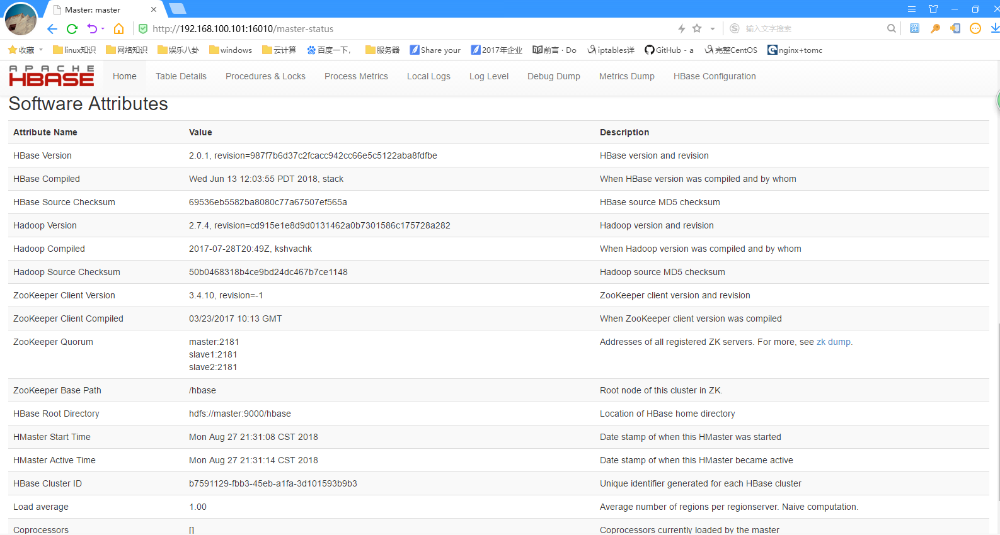 Master: master
http://192.168.100.101:16010/master-status
输入文字搜索
收藏 linux知识 网络知识 娱乐八卦 windows 云计算 百度一下, 服务器 Share your 2017年企业 前言 · Do iptables详 GitHub - a 完整CentOS nginx+tomc
APACHE HBASE Home Table Details Procedures & Locks Process Metrics Local Logs Log Level Debug Dump Metrics Dump HBase Configuration
Software Attributes
Attribute Name Value Description
HBase Version 2.0.1, revision=987f7b6d37c2fcacc942cc66e5c5122aba8fdfbe HBase version and revision
HBase Compiled Wed Jun 13 12:03:55 PDT 2018, stack When HBase version was compiled and by whom
HBase Source Checksum 69536eb5582ba8080c77a67507ef565a HBase source MD5 checksum
Hadoop Version 2.7.4, revision=cd915e1e8d9d0131462a0b7301586c175728a282 Hadoop version and revision
Hadoop Compiled 2017-07-28T20:49Z, kshvachk When Hadoop version was compiled and by whom
Hadoop Source Checksum 50b0468318b4ce9bd24dc467b7ce1148 Hadoop source MD5 checksum
ZooKeeper Client Version 3.4.10, revision=-1 ZooKeeper client version and revision
ZooKeeper Client Compiled 03/23/2017 10:13 GMT When ZooKeeper client version was compiled
ZooKeeper Quorum master:2181 Addresses of all registered ZK servers. For more, see zk dump.
slave1:2181
slave2:2181
ZooKeeper Base Path /hbase Root node of this cluster in ZK.
HBase Root Directory hdfs://master:9000/hbase Location of HBase home directory
HMaster Start Time Mon Aug 27 21:31:08 CST 2018 Date stamp of when this HMaster was started
HMaster Active Time Mon Aug 27 21:31:14 CST 2018 Date stamp of when this HMaster became active
HBase Cluster ID b7591129-fbb3-45eb-a1fa-3d101593b9b3 Unique identifier generated for each HBase cluster
Load average 1.00 Average number of regions per regionserver. Naive computation.
Coprocessors [] Coprocessors currently loaded by the master